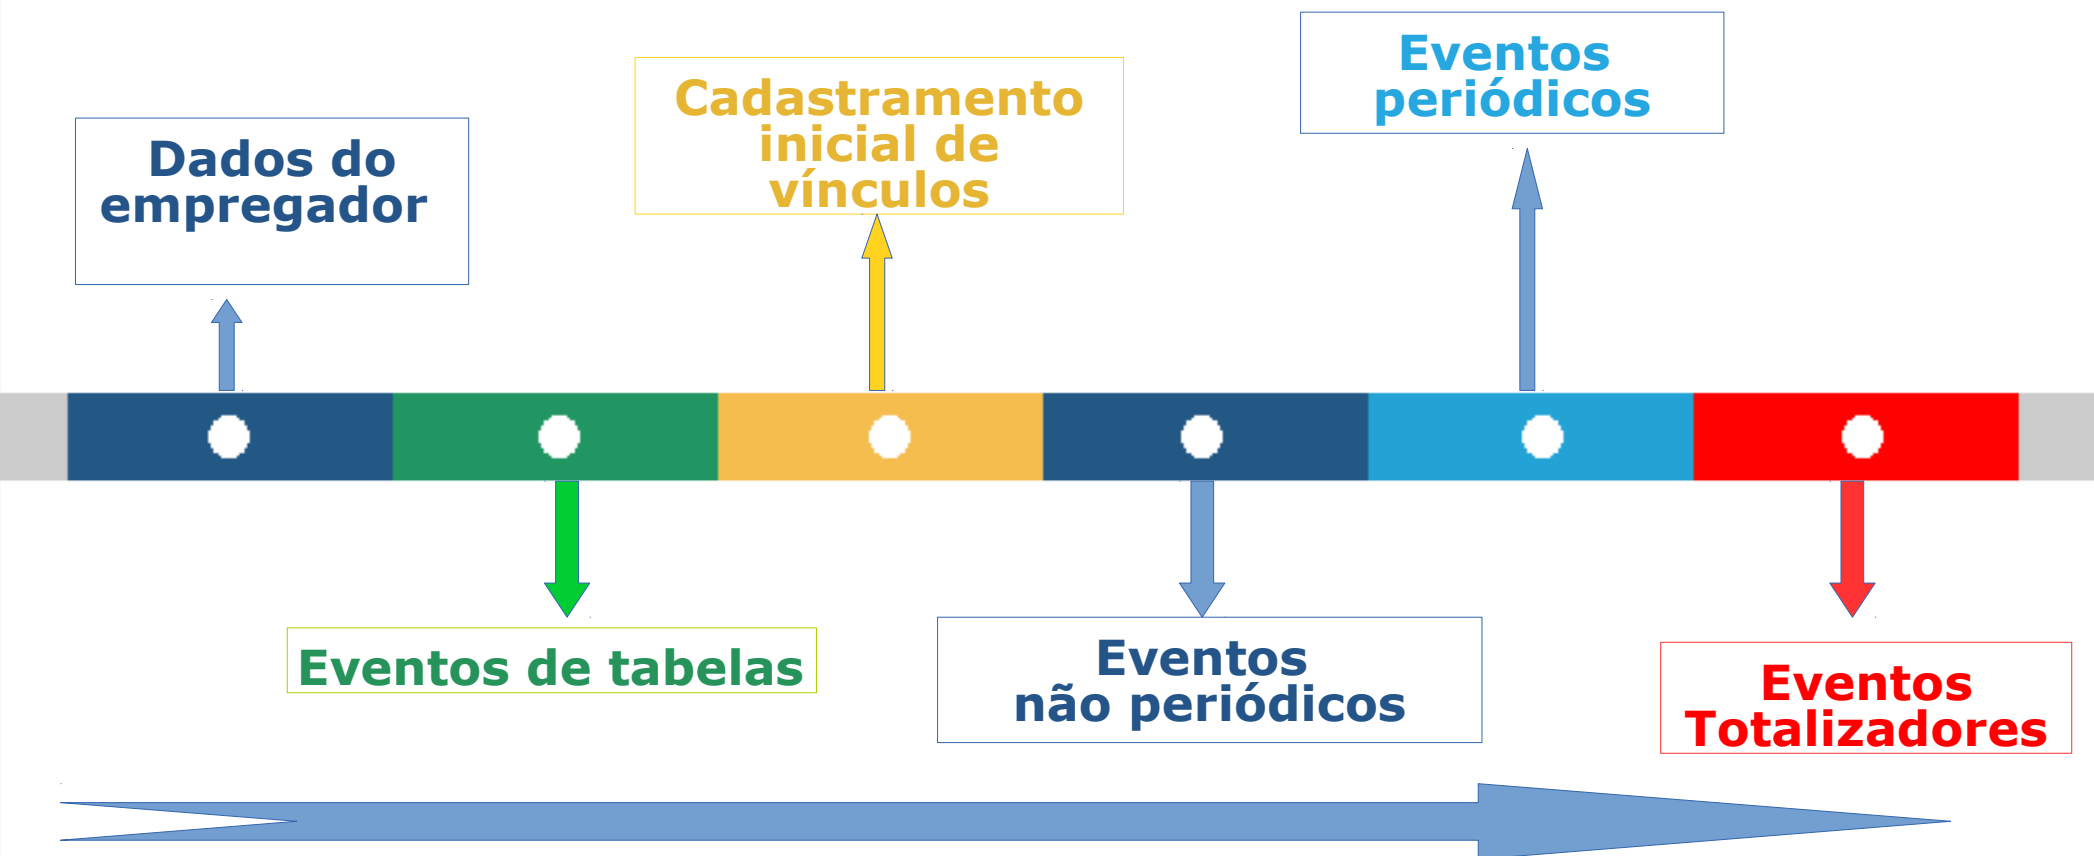 Dados do
empregador
Eventos de tabelas
Cadastramento
inicial de
vínculos
Eventos
não periódicos
Eventos
periódicos
Eventos
Totalizadores